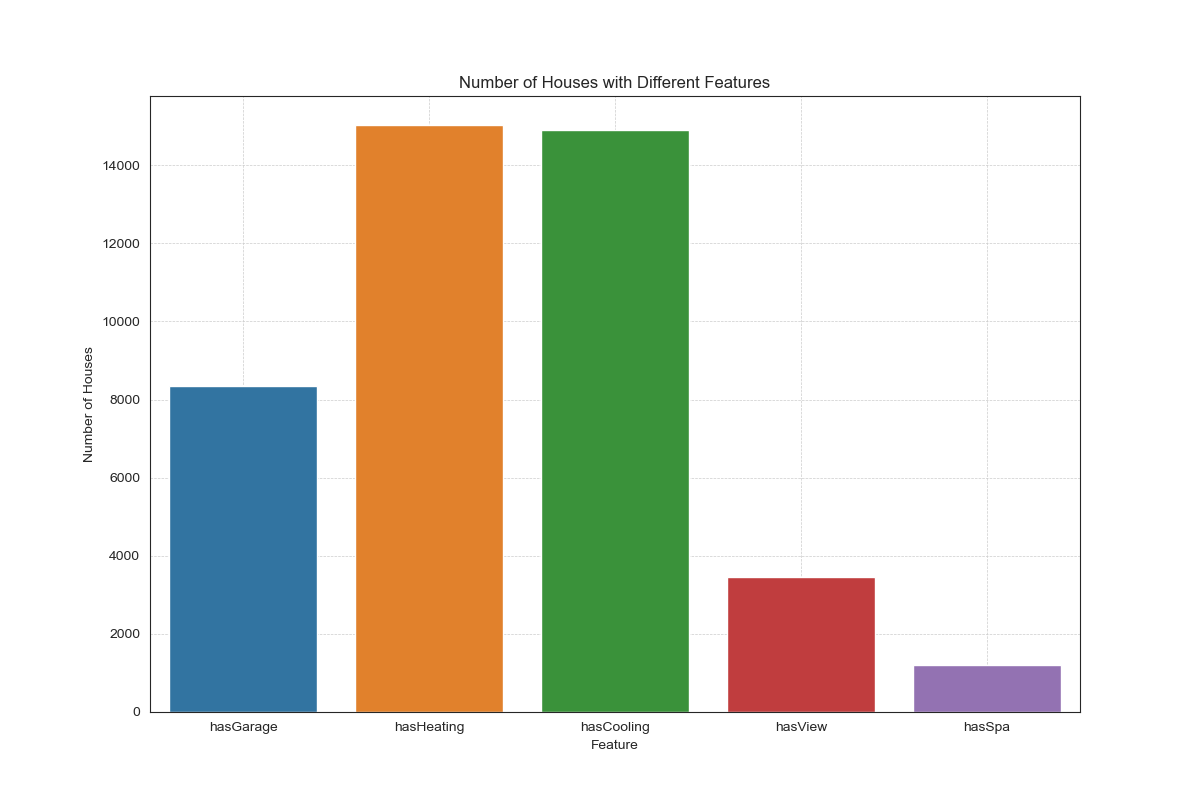 Number of Houses with Different Features
14000
12000
10000
8000
6000
4000
2000
0
Number of Houses
hasGarage hasHeating hasCooling hasView hasSpa
Feature